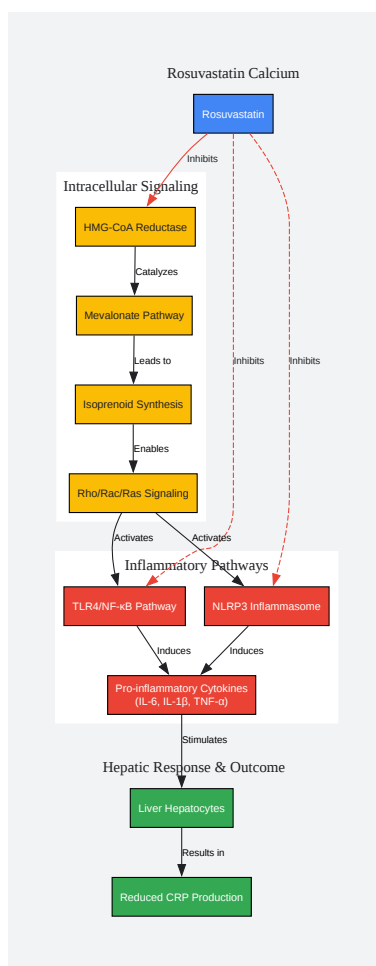 Rosuvastatin Calcium
Rosuvastatin
Inhibits
Intracellular Signaling
HMG-CoA Reductase
Catalyzes
Mevalonate Pathway
Leads to
Inhibits
Inhibits
Isoprenoid Synthesis
Enables
Rho/Rac/Ras Signaling
Activates
Activates
Inflammatory Pathways
TLR4/NF-κB Pathway
NLRP3 Inflammasome
Induces
Induces
Pro-inflammatory Cytokines
(IL-6, IL-1β, TNF-α)
Stimulates
Hepatic Response & Outcome
Liver Hepatocytes
Results in
Reduced CRP Production